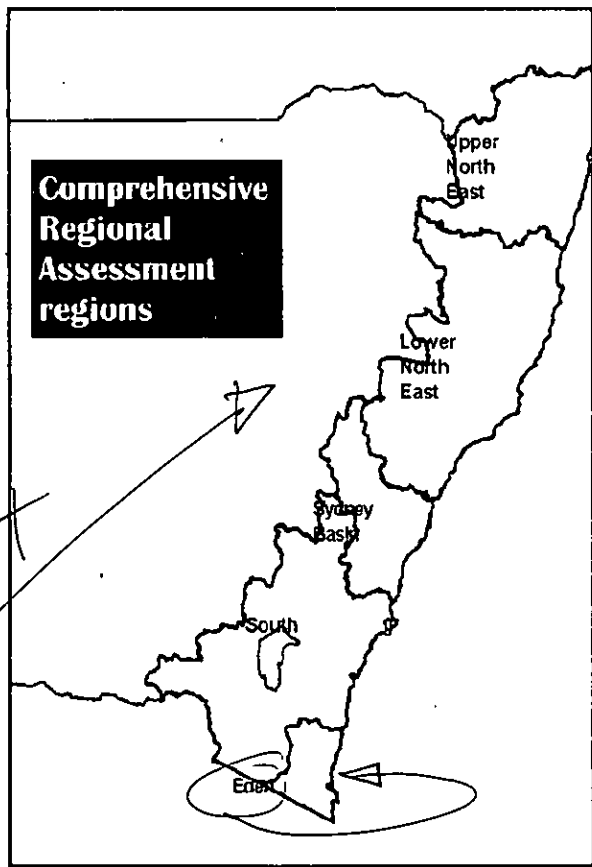 Comprehensive
Regional
Assessment
regions
Upper
North
East
Lower
North
East
Sydney
Basin
South
Eden